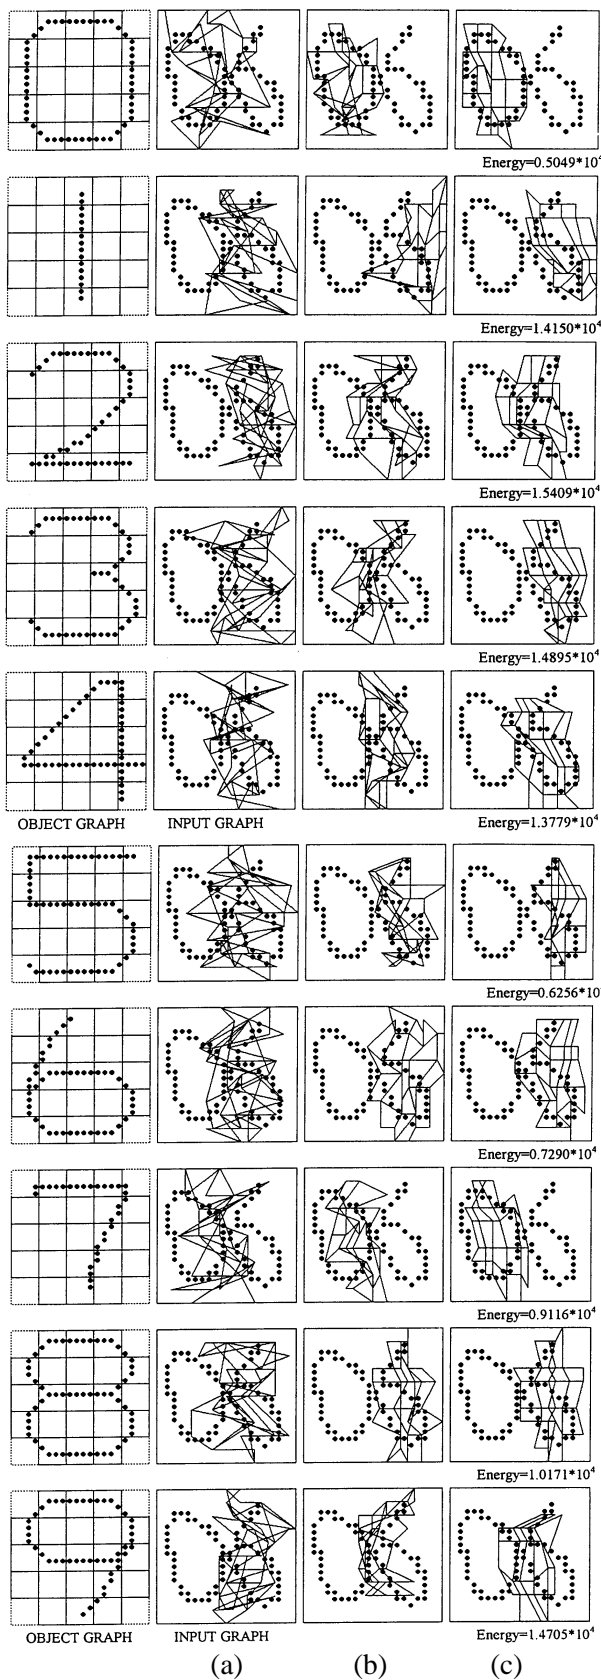 Energy=0.5049*10⁴
Energy=1.4150*10⁴
Energy=1.5409*10⁴
Energy=1.4895*10⁴
OBJECT GRAPH INPUT GRAPH Energy=1.3779*10⁴
Energy=0.6256*10
Energy=0.7290*10⁴
Energy=0.9116*10⁴
Energy=1.0171*10⁴
OBJECT GRAPH INPUT GRAPH Energy=1.4705*10⁴
(a) (b) (c)